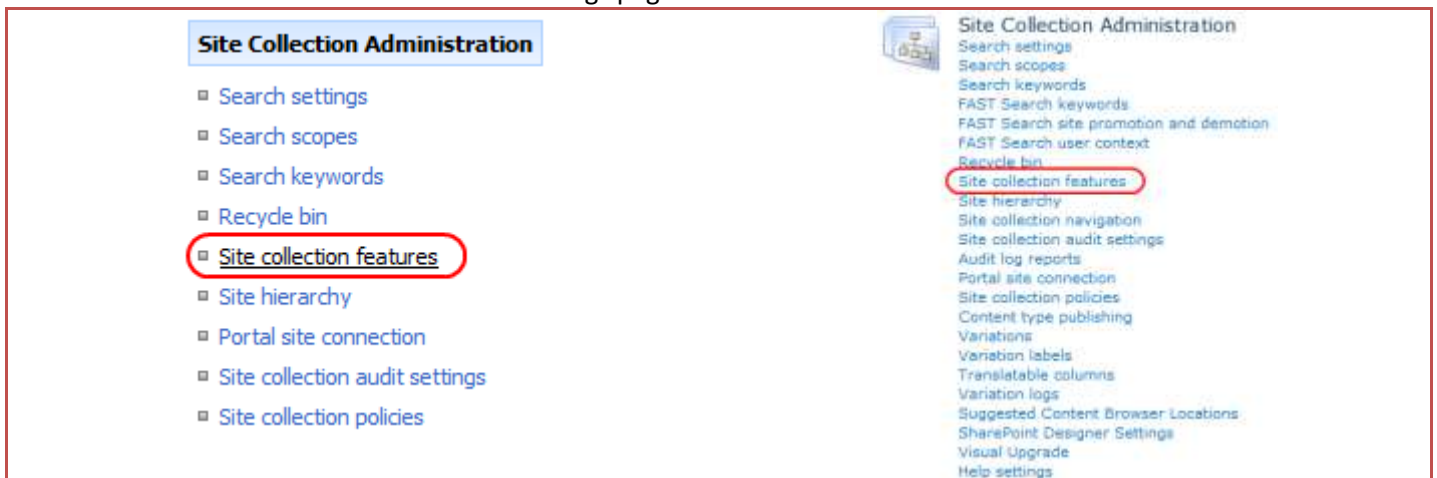 Site Collection Administration
Search settings
Search scopes
Search keywords
Recycle bin
Site collection features
Site hierarchy
Portal site connection
Site collection audit settings
Site collection policies
Site Collection Administration
Search settings
Search scopes
Search keywords
FAST Search keywords
FAST Search site promotion and demotion
FAST Search user context
Recycle bin
Site collection features
Site hierarchy
Site collection navigation
Site collection audit settings
Audit log reports
Portal site connection
Site collection policies
Content type publishing
Variations
Variation labels
Translatable columns
Variation logs
Suggested Content Browser Locations
SharePoint Designer Settings
Visual Upgrade
Help settings